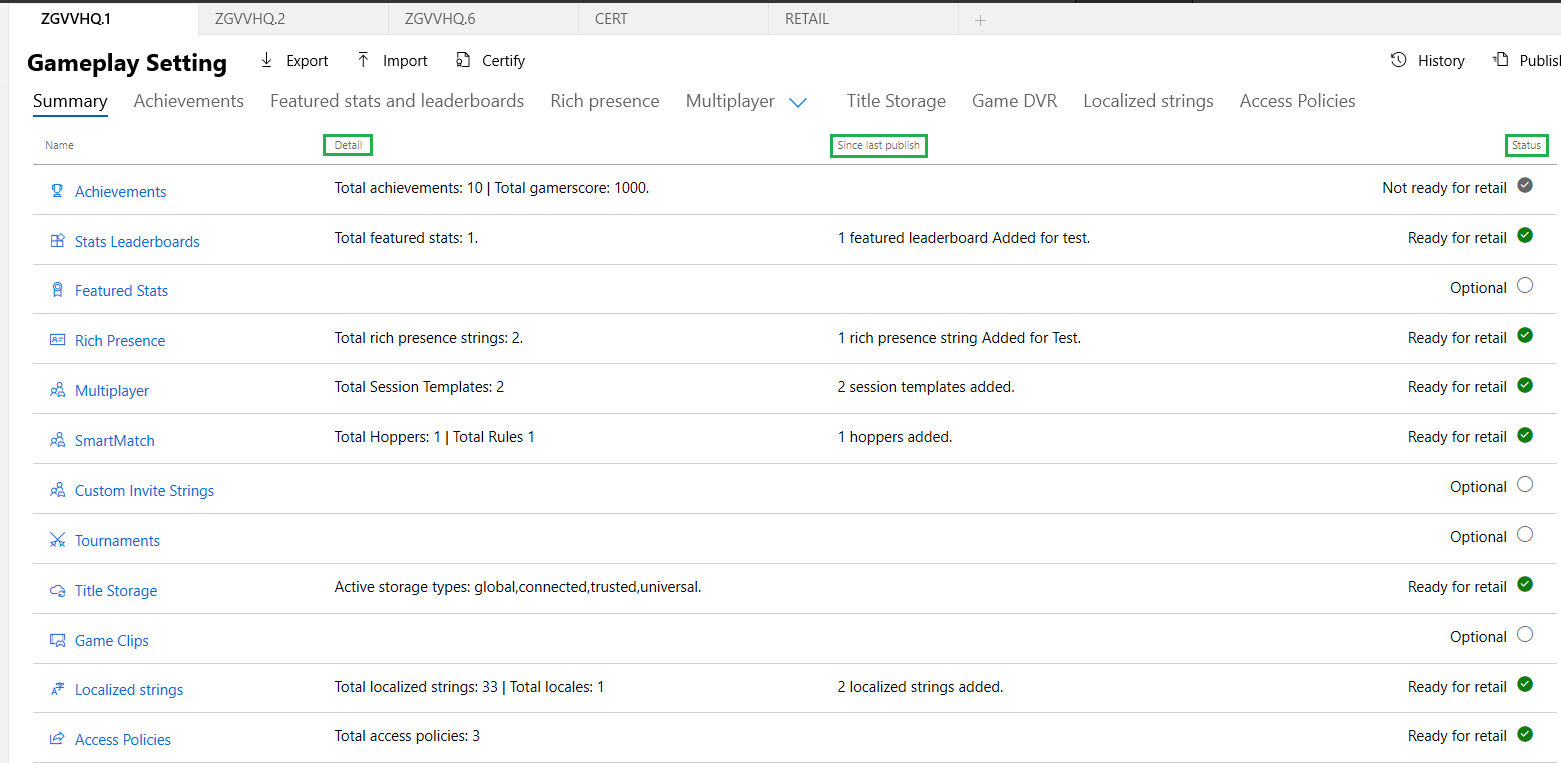 ZGVVHQ.1 ZGVVHQ.2 ZGVVHQ.6 CERT RETAIL
Gameplay Setting Export Import Certify History Publish
Summary Achievements Featured stats and leaderboards Rich presence Multiplayer Title Storage Game DVR Localized strings Access Policies
Name Detail Since last publish Status
Achievements Total achievements: 10 | Total gamerscore: 1000. Not ready for retail
Stats Leaderboards Total featured stats: 1. 1 featured leaderboard Added for test. Ready for retail
Featured Stats Optional
Rich Presence Total rich presence strings: 2. 1 rich presence string Added for Test. Ready for retail
Multiplayer Total Session Templates: 2 2 session templates added. Ready for retail
SmartMatch Total Hoppers: 1 | Total Rules 1 1 hoppers added. Ready for retail
Custom Invite Strings Optional
Tournaments Optional
Title Storage Active storage types: global,connected,trusted,universal. Ready for retail
Game Clips Optional
Localized strings Total localized strings: 33 | Total locales: 1 2 localized strings added. Ready for retail
Access Policies Total access policies: 3 Ready for retail